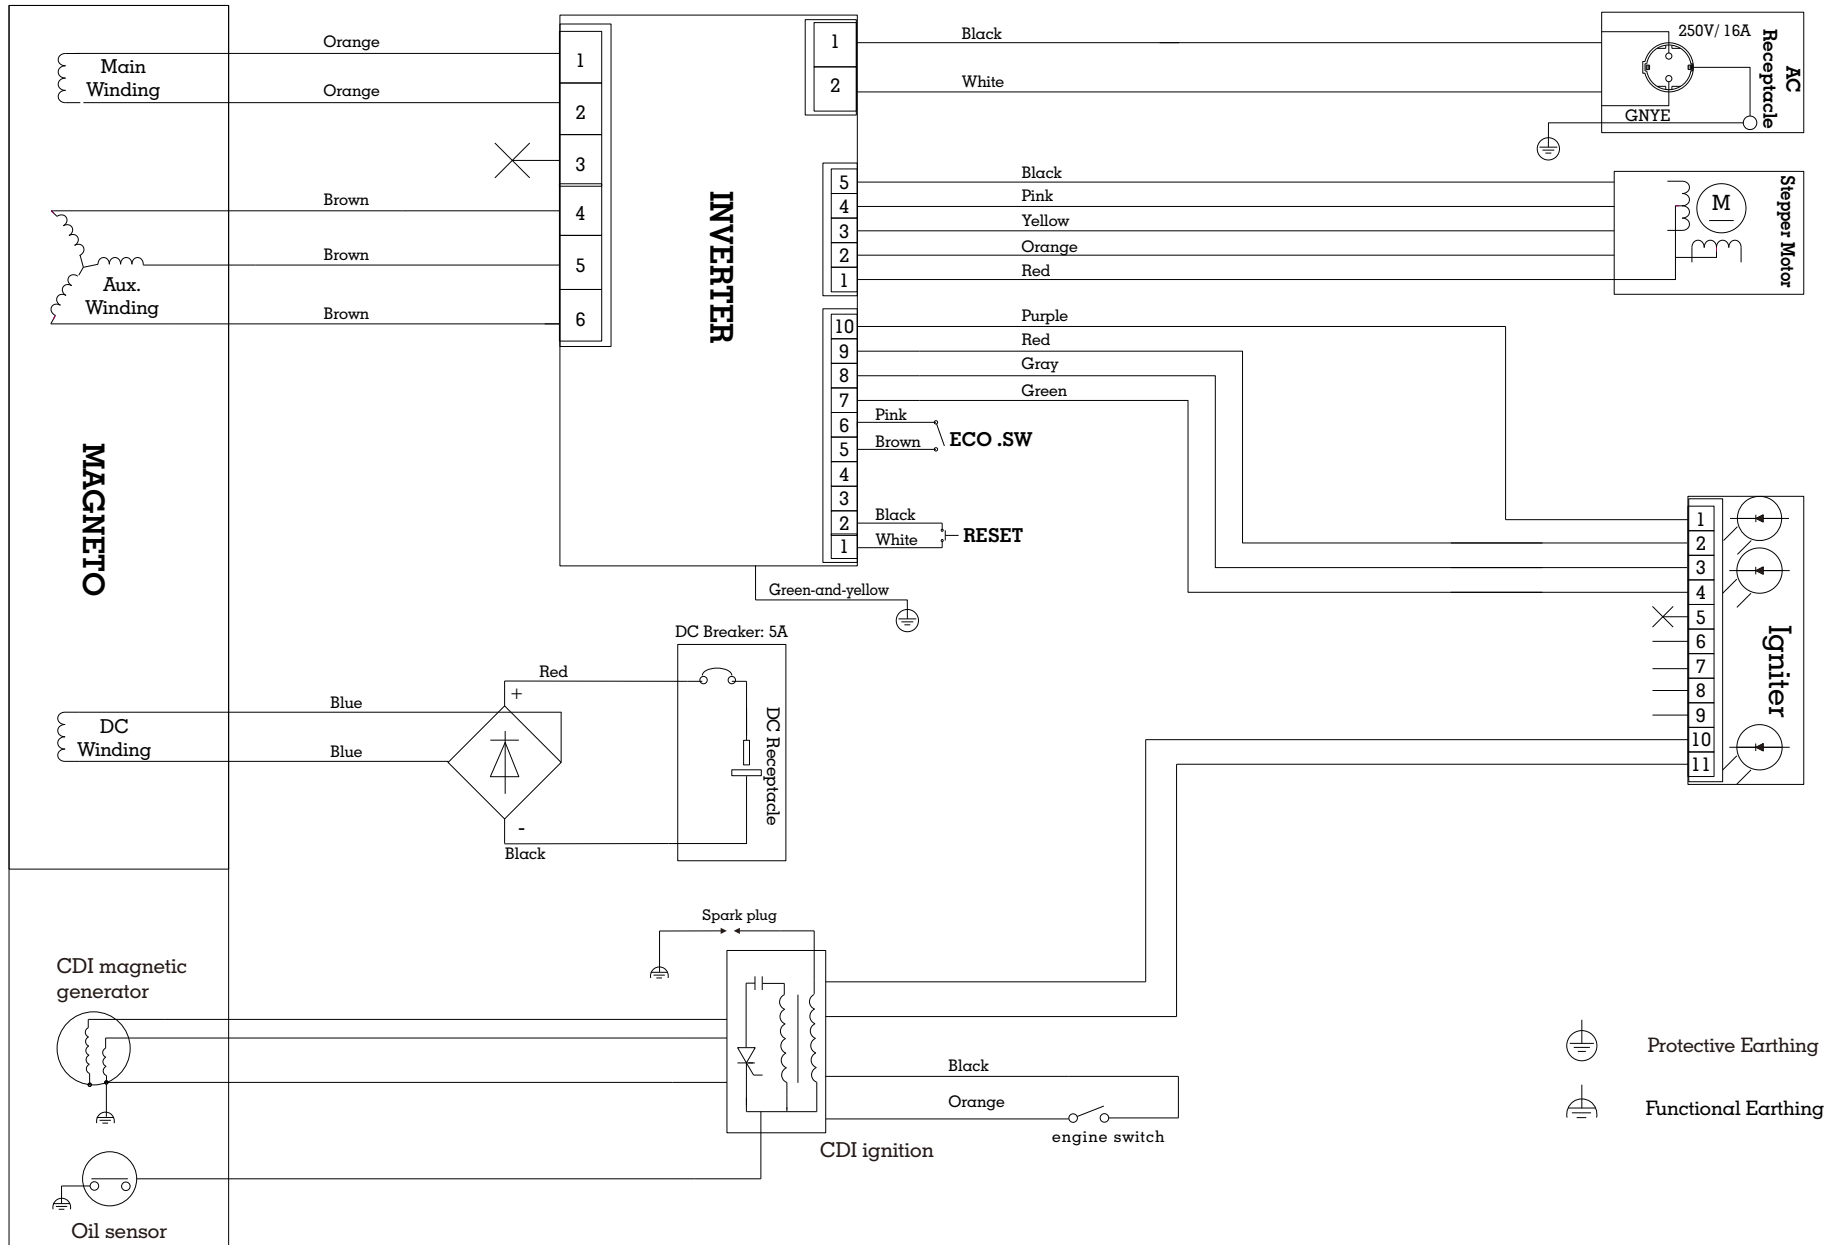 Main
Winding
Orange
Orange
Brown
Aux.
Winding
Brown
Brown
MAGNETO
1
2
3
4
5
6
INVERTER
1
2
Black
White
250V/ 16A
GNYE
AC
Receptacle
5
4
3
2
1
Black
Pink
Yellow
Orange
Red
M
Stepper Motor
10
9
8
7
6
5
4
3
2
1
Purple
Red
Gray
Green
Pink
Brown
ECO .SW
Black
White
RESET
Green-and-yellow
1
2
3
4
5
6
7
8
9
10
11
Igniter
DC
Winding
Blue
Blue
Red
+
-
Black
DC Breaker: 5A
DC Receptacle
Spark plug
CDI magnetic
generator
Black
Orange
engine switch
CDI ignition
Oil sensor
Protective Earthing
Functional Earthing